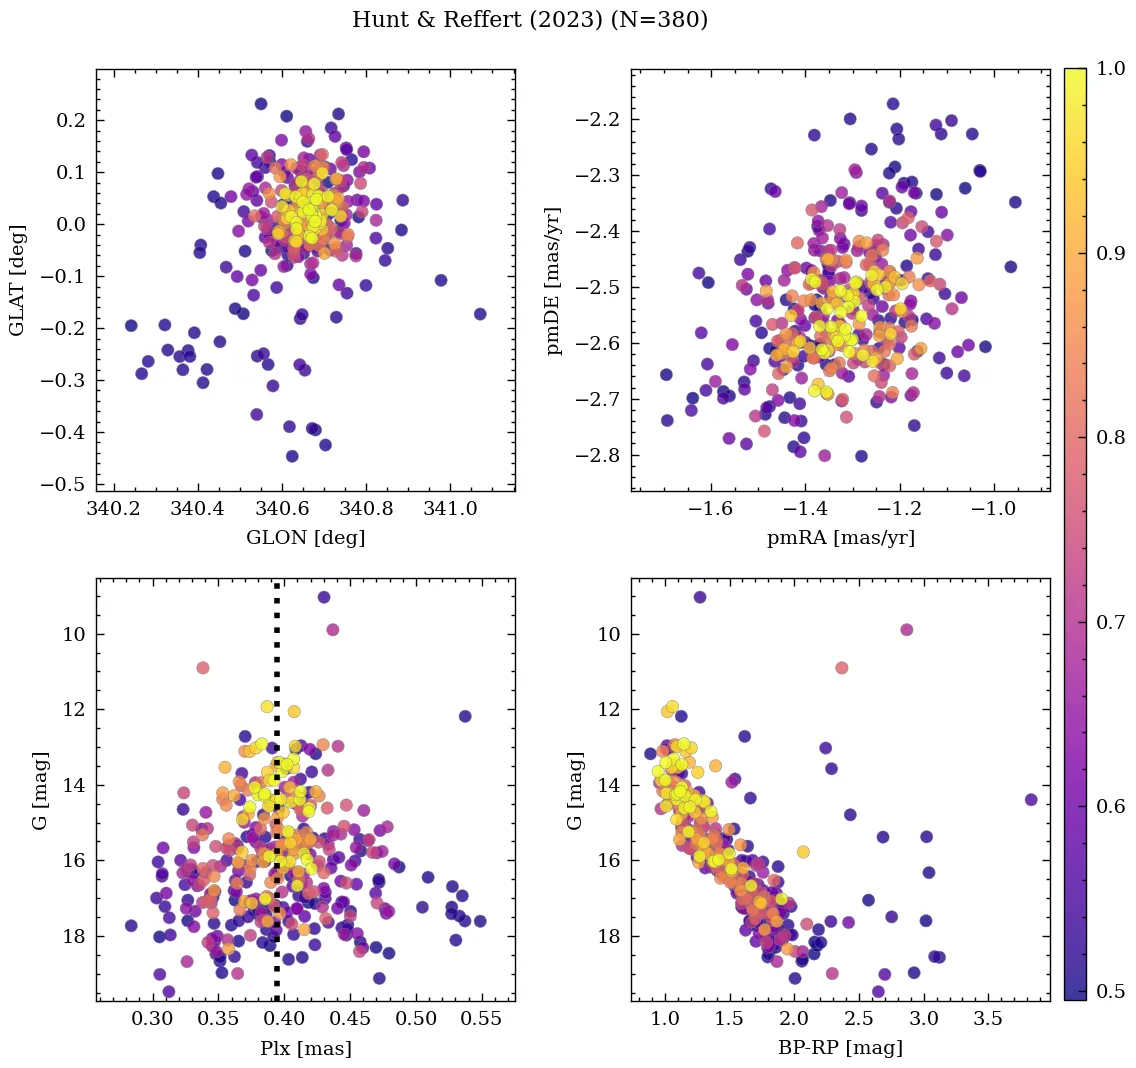 Hunt & Reffert (2023) (N=380)
0.2
0.1
0.0
−0.1
−0.2
−0.3
−0.4
−0.5
GLAT [deg]
340.2 340.4 340.6 340.8 341.0
GLON [deg]
−2.2
−2.3
−2.4
−2.5
−2.6
−2.7
−2.8
pmDE [mas/yr]
−1.6 −1.4 −1.2 −1.0
pmRA [mas/yr]
1.0
0.9
0.8
0.7
0.6
0.5
10
12
14
16
18
G [mag]
0.30 0.35 0.40 0.45 0.50 0.55
Plx [mas]
10
12
14
16
18
G [mag]
1.0 1.5 2.0 2.5 3.0 3.5
BP-RP [mag]